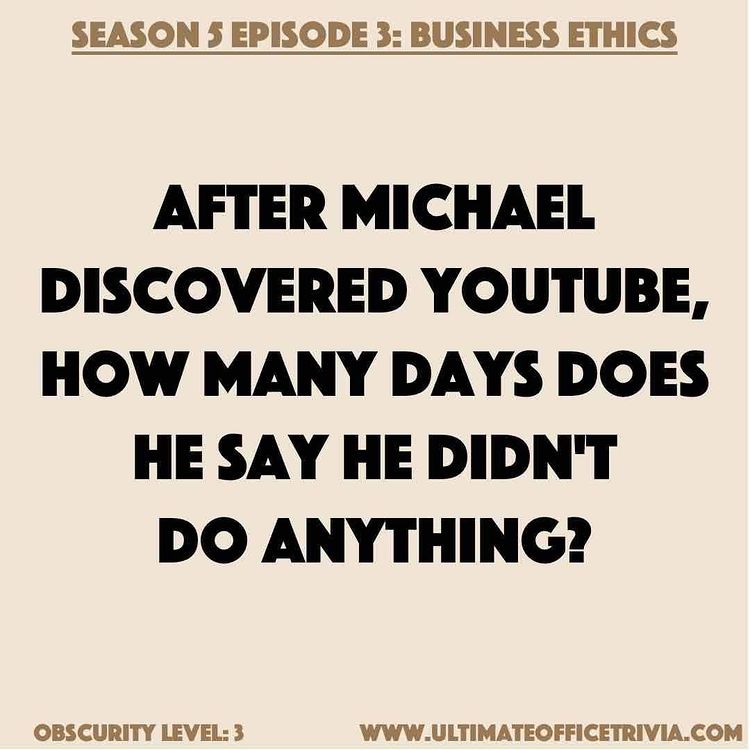 SEASON 5 EPISODE 3: BUSINESS ETHICS
AFTER MICHAEL
DISCOVERED YOUTUBE,
HOW MANY DAYS DOES
HE SAY HE DIDN'T
DO ANYTHING?
OBSCURITY LEVEL: 3
WWW.ULTIMATEOFFICETRIVIA.COM